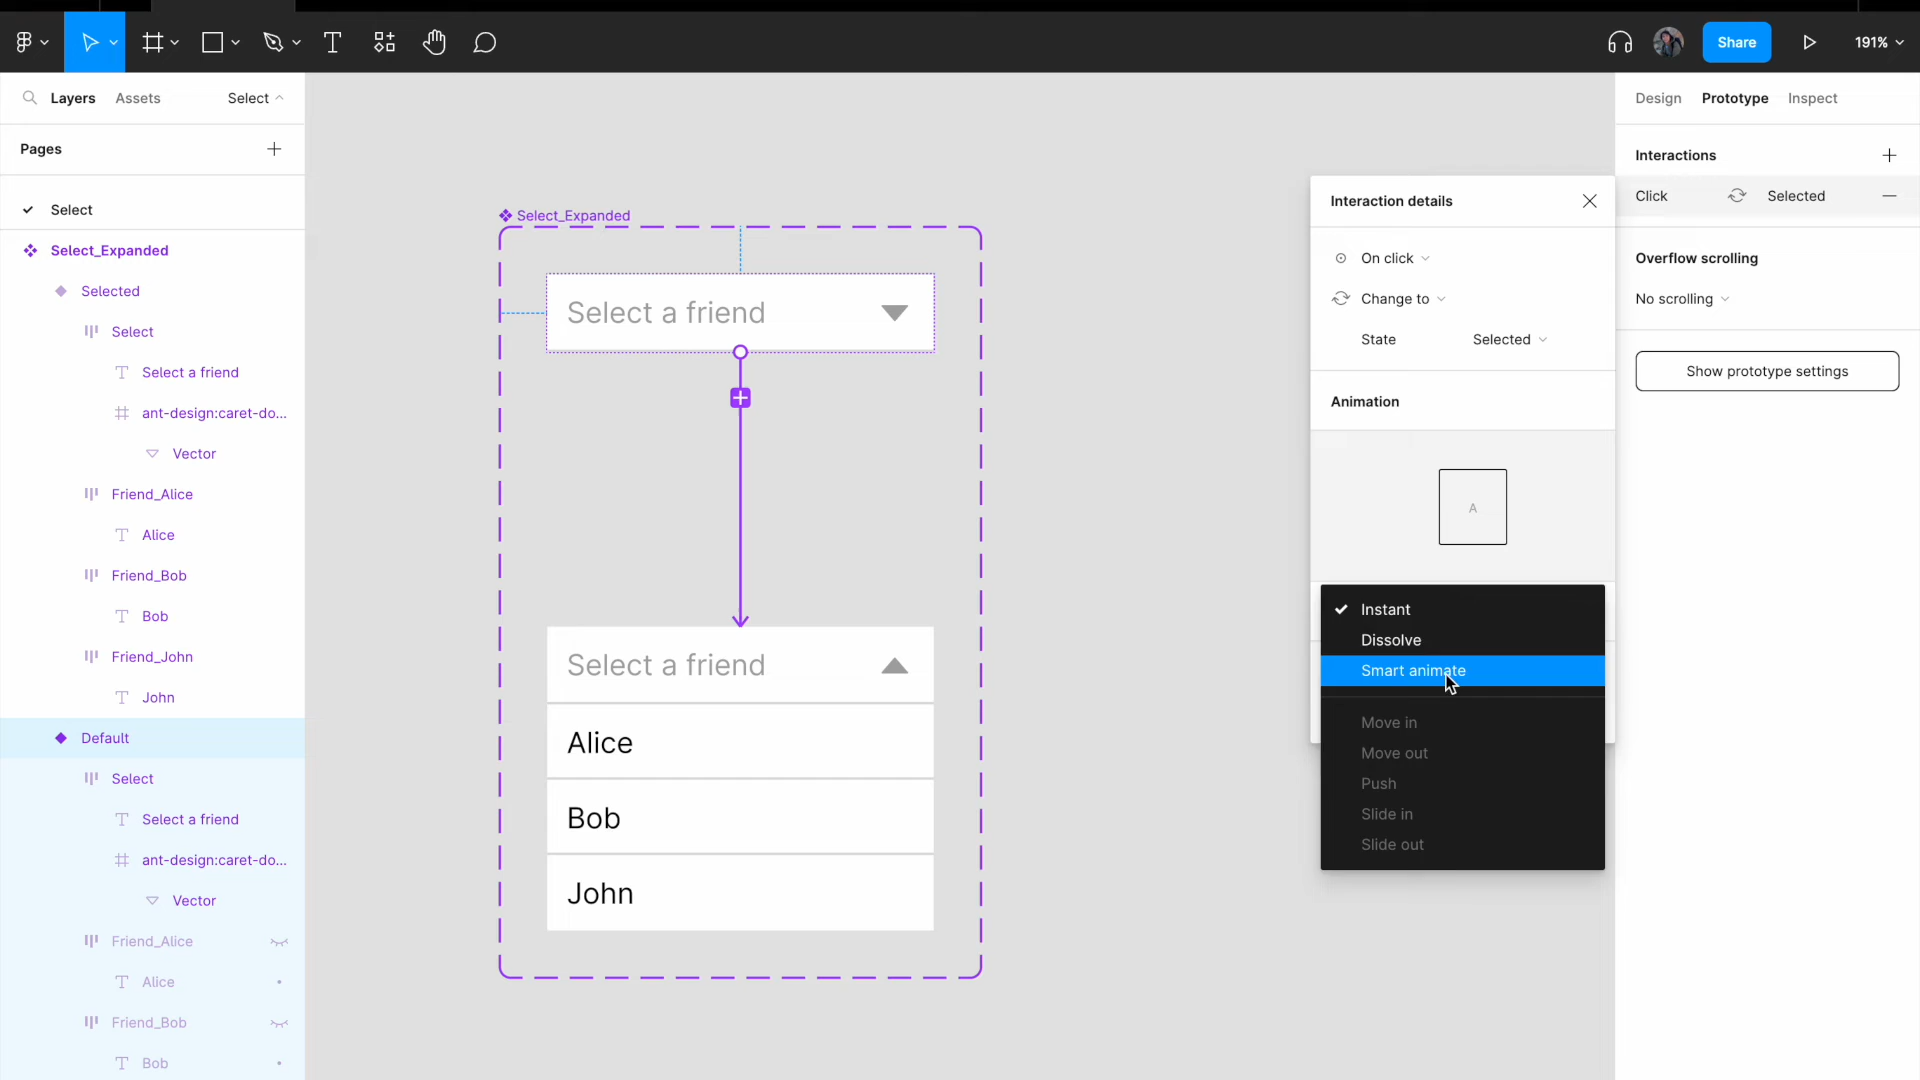 Share
191%
Layers Assets Select
Pages
Select
Select_Expanded
Selected
Select
Select a friend
ant-design:caret-do...
Vector
Friend_Alice
Alice
Friend_Bob
Bob
Friend_John
John
Default
Select
Select a friend
ant-design:caret-do...
Vector
Friend_Alice
Alice
Friend_Bob
Bob
Select_Expanded
Select a friend
Select a friend
Alice
Bob
John
Interaction details
On click
Change to
State Selected
Animation
A
Instant
Dissolve
Smart animate
Move in
Move out
Push
Slide in
Slide out
Design Prototype Inspect
Interactions
Click Selected
Overflow scrolling
No scrolling
Show prototype settings